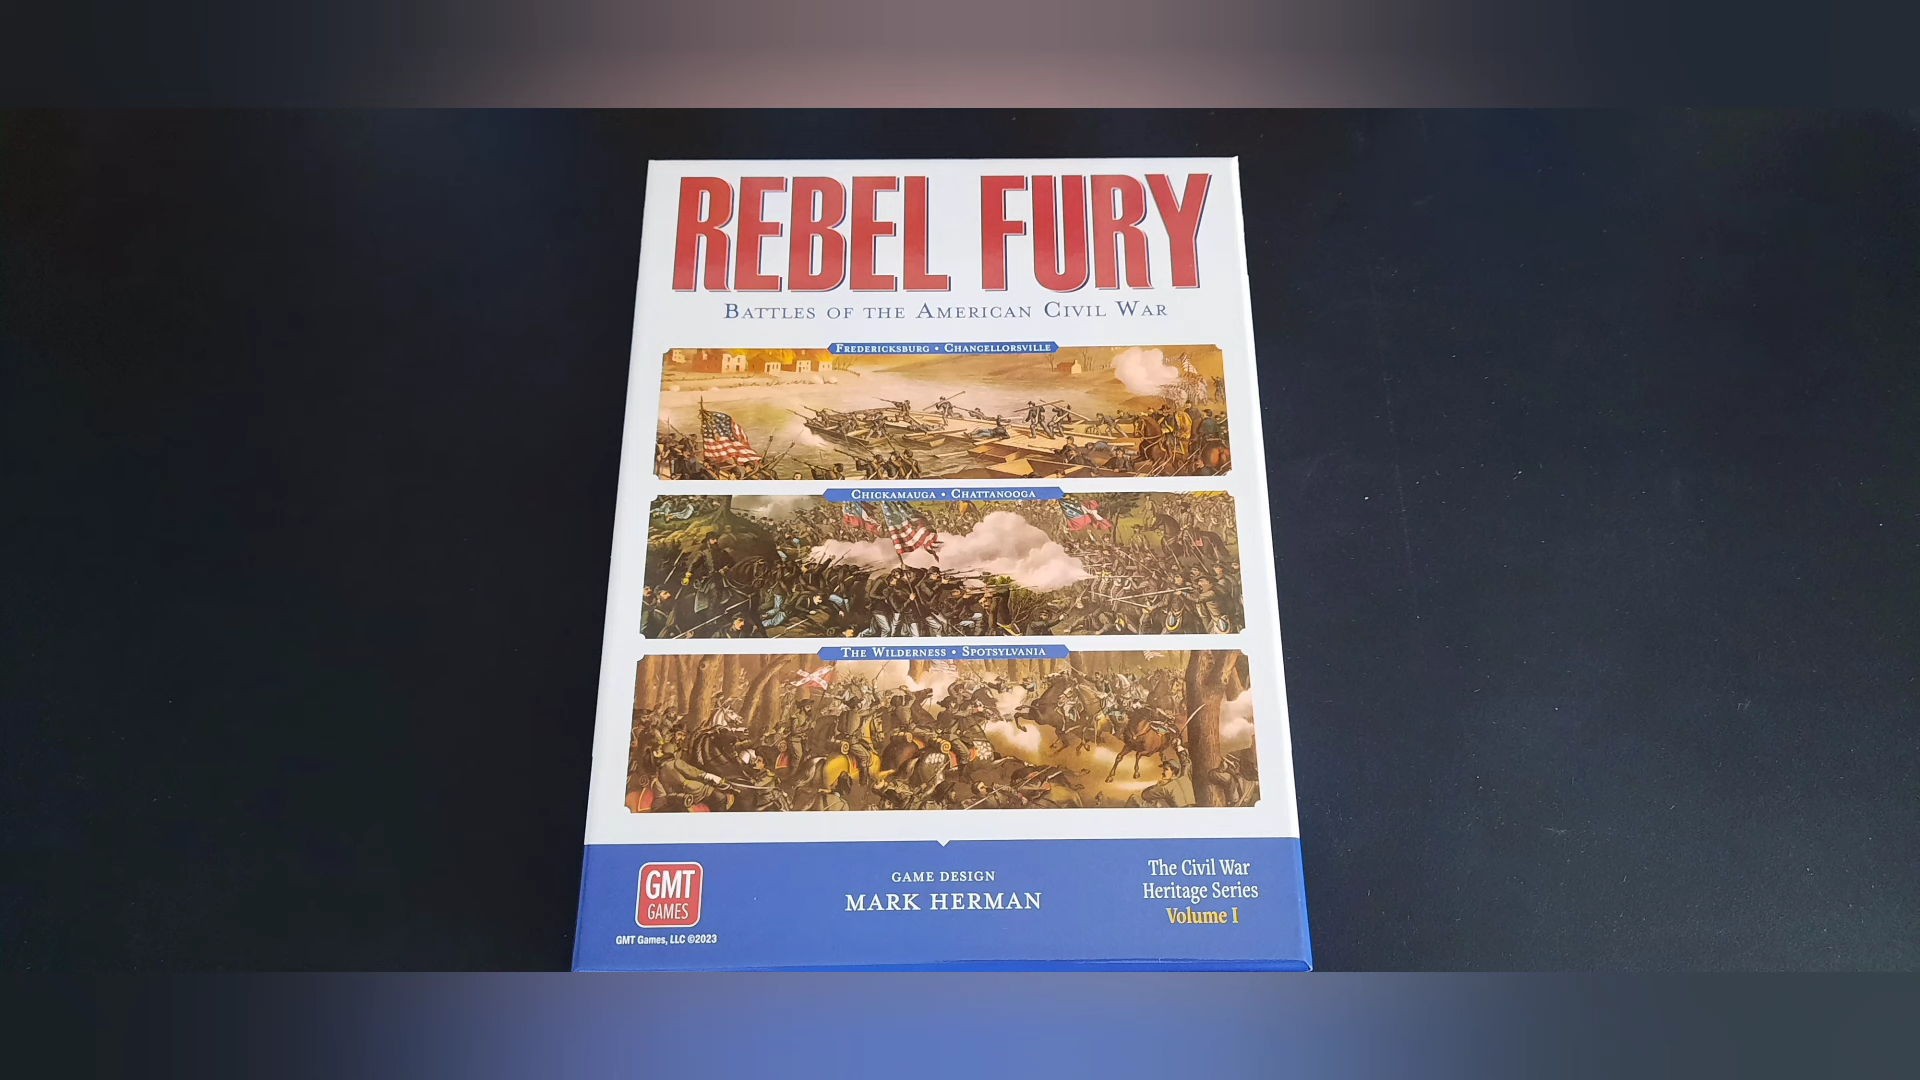 REBEL FURY
BATTLES OF THE AMERICAN CIVIL WAR
FREDERICKSBURG • CHANCELLORSVILLE
CHICKAMAUGA • CHATTANOOGA
THE WILDERNESS • SPOTSYLVANIA
GMT
GAMES
GMT Games, LLC ©2023
GAME DESIGN
MARK HERMAN
The Civil War
Heritage Series
Volume I